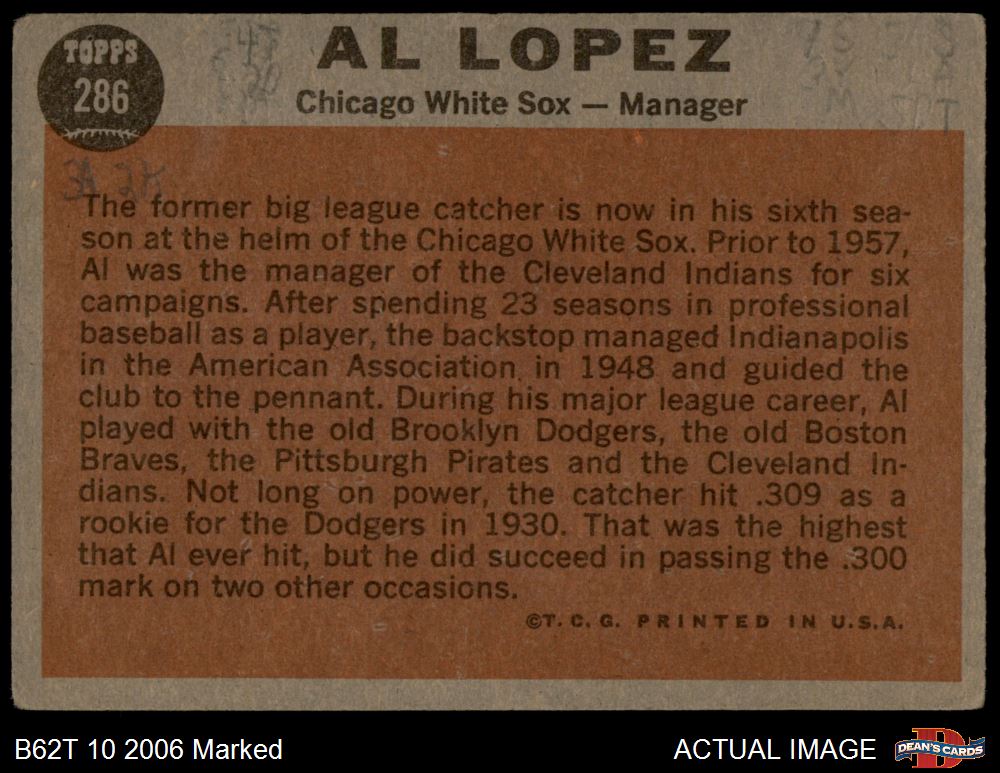 TOPPS
286
AL LOPEZ
Chicago White Sox — Manager
The former big league catcher is now in his sixth sea-
son at the helm of the Chicago White Sox. Prior to 1957,
Al was the manager of the Cleveland Indians for six
campaigns. After spending 23 seasons in professional
baseball as a player, the backstop managed Indianapolis
in the American Association in 1948 and guided the
club to the pennant. During his major league career, Al
played with the old Brooklyn Dodgers, the old Boston
Braves, the Pittsburgh Pirates and the Cleveland In-
dians. Not long on power, the catcher hit .309 as a
rookie for the Dodgers in 1930. That was the highest
that Al ever hit, but he did succeed in passing the .300
mark on two other occasions.
©T. C. G. PRINTED IN U.S.A.
B62T 10 2006 Marked
ACTUAL IMAGE
DEAN'S CARDS